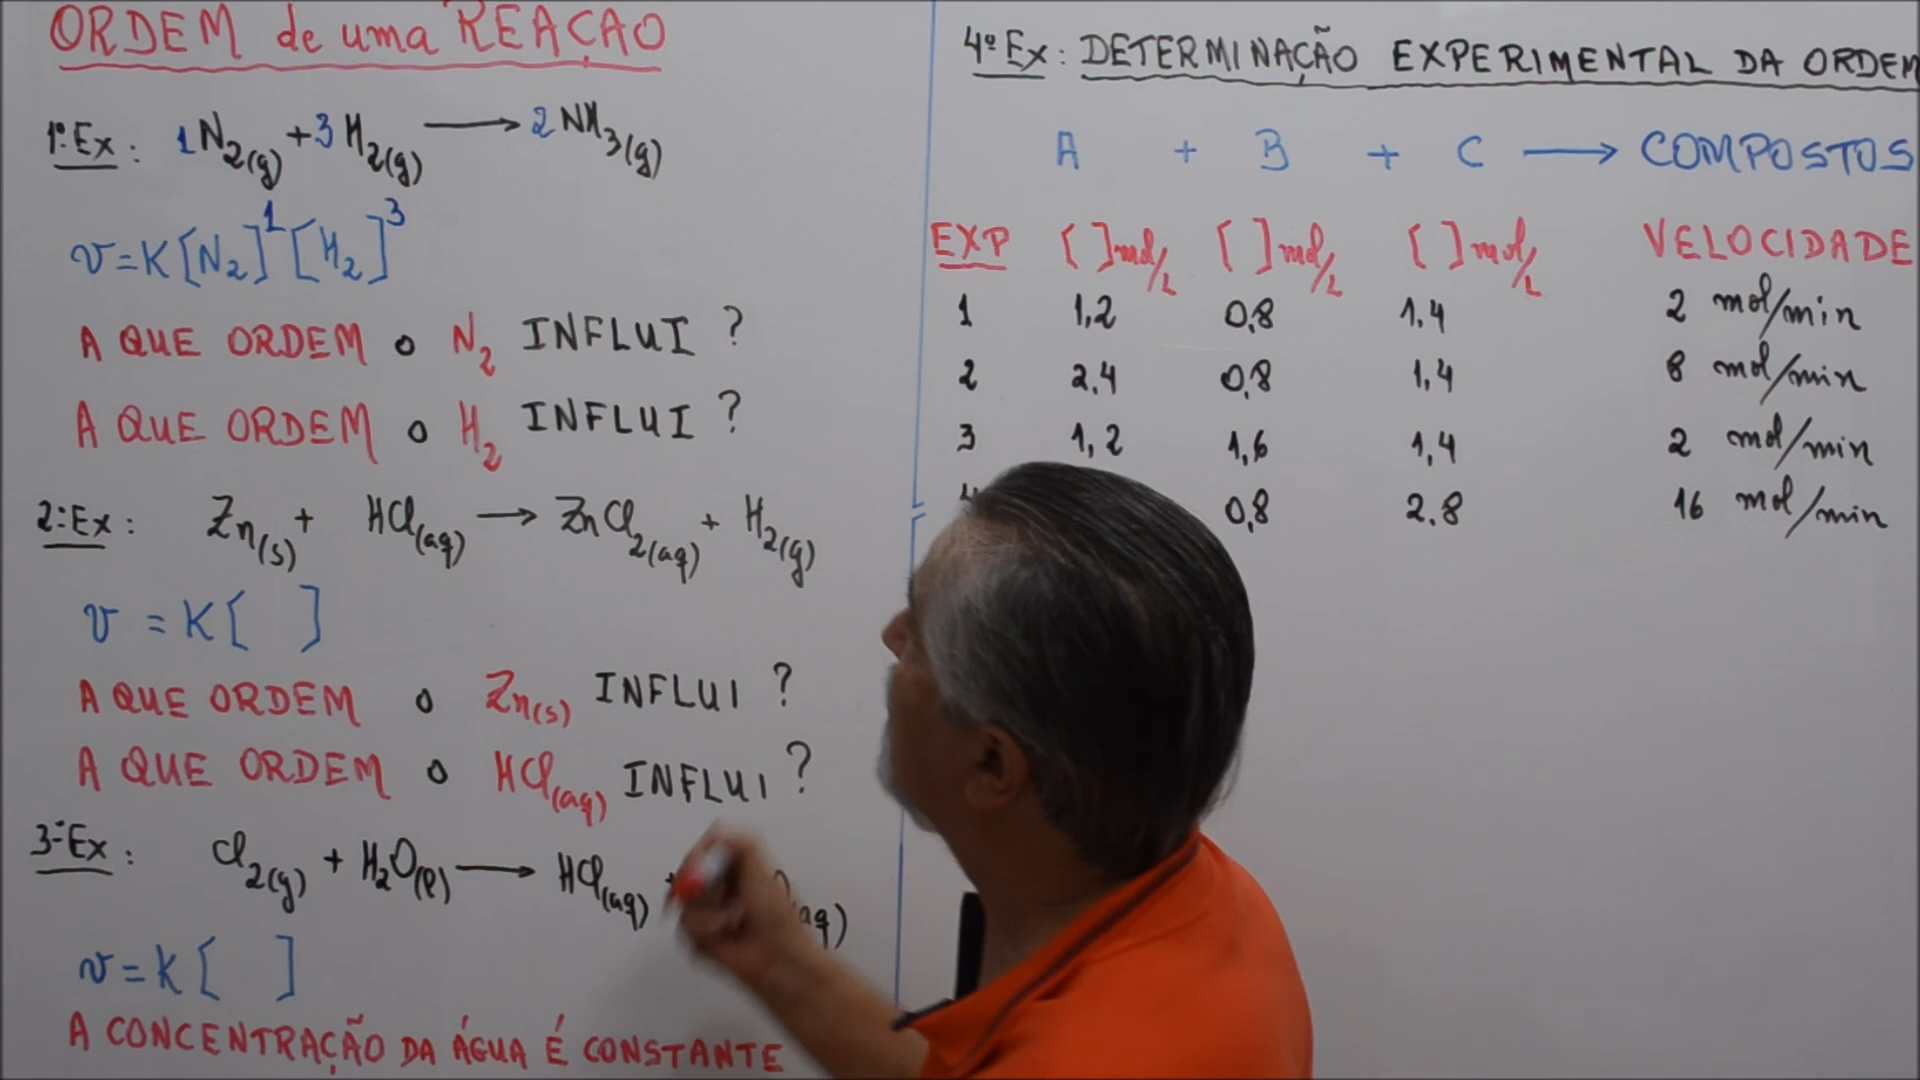 ORDEM de uma REAÇÃO
1º Ex: 1N2(g) + 3H2(g) → 2NH3(g)
v=K[N2]^1[H2]^3
A QUE ORDEM o N2 INFLUI ?
A QUE ORDEM o H2 INFLUI ?
2º Ex: Zn(s) + HCl(aq) → ZnCl2(aq) + H2(g)
v = K[ ]
A QUE ORDEM o Zn(s) INFLUI ?
A QUE ORDEM o HCl(aq) INFLUI ?
3º Ex: Cl2(g) + H2O(l) → HCl(aq) + aq)
v=K[ ]
A CONCENTRAÇÃO DA ÁGUA É CONSTANTE
4º Ex: DETERMINAÇÃO EXPERIMENTAL DA ORDEM
A + B + C → COMPOSTOS
EXP [ ]mol/L [ ]mol/L [ ]mol/L VELOCIDADE
1 1,2 0,8 1,4 2 mol/min
2 2,4 0,8 1,4 8 mol/min
3 1,2 1,6 1,4 2 mol/min
0,8 2.8 16 mol/min